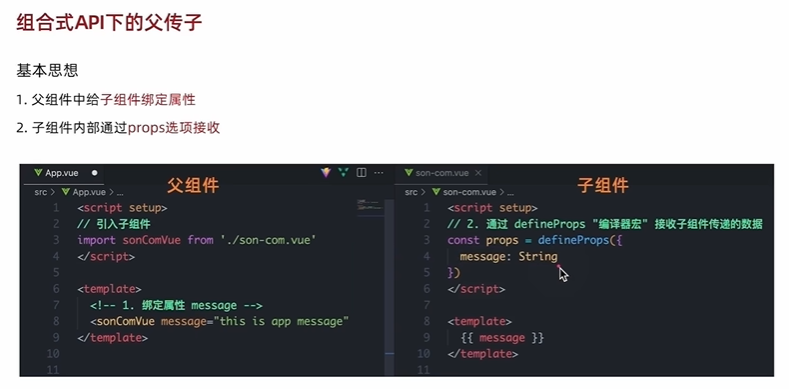 组合式API下的父传子
基本思想
1. 父组件中给子组件绑定属性
2. 子组件内部通过props选项接收
App.vue
父组件
src > App.vue > ...
1 <script setup>
2 // 引入子组件
3 import sonComVue from './son-com.vue'
4 </script>
5
6 <template>
7 <!-- 1. 绑定属性 message -->
8 <sonComVue message="this is app message"
9 </template>
10
11
son-com.vue
子组件
src > son-com.vue > ...
1 <script setup>
2 // 2. 通过 defineProps "编译器宏" 接收子组件传递的数据
3 const props = defineProps({
4 message: String
5 })
6 </script>
7
8 <template>
9 {{ message }}
10 </template>
11